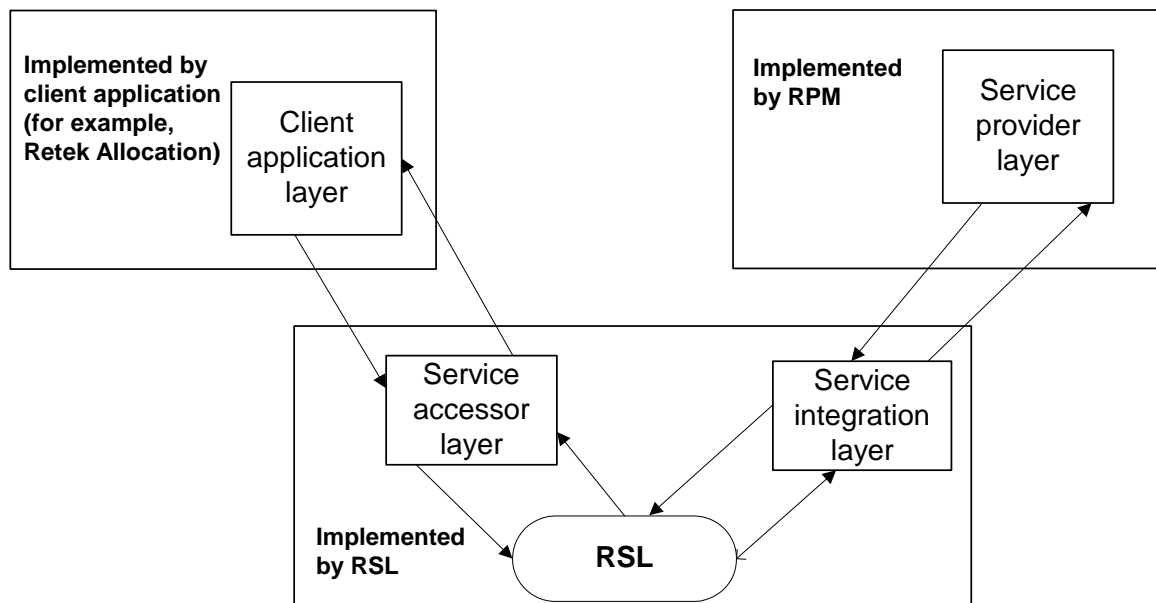 Implemented by
client application
(for example,
Retek Allocation)
Client
application
layer
Implemented
by RPM
Service
provider
layer
Service
accessor
layer
Service
integration
layer
Implemented
by RSL
RSL